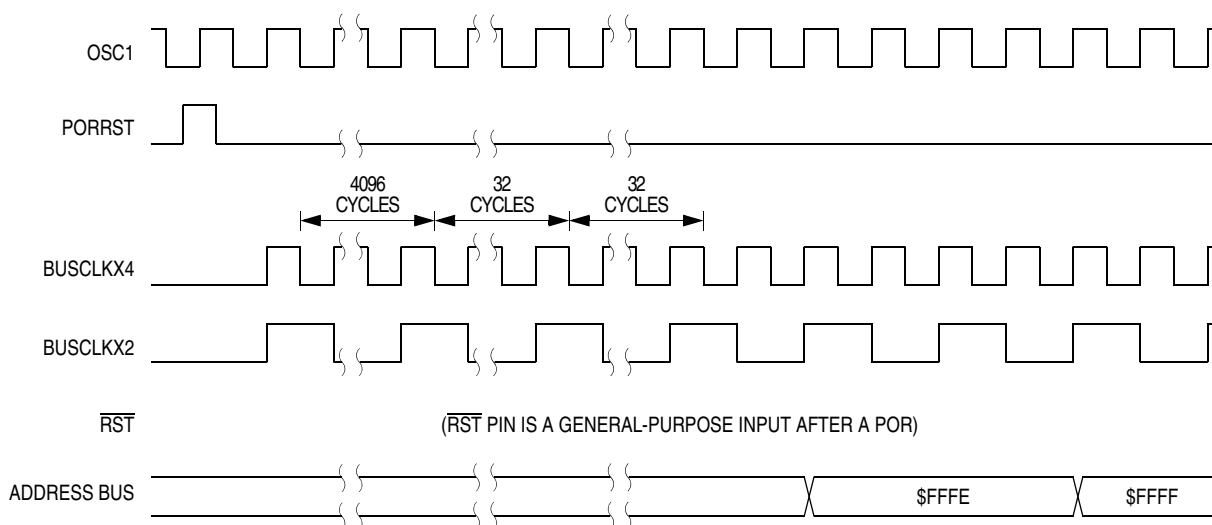 OSC1
PORRST
4096
CYCLES
32
CYCLES
32
CYCLES
BUSCLKX4
BUSCLKX2
RST
(RST PIN IS A GENERAL-PURPOSE INPUT AFTER A POR)
ADDRESS BUS
$FFFE
$FFFF